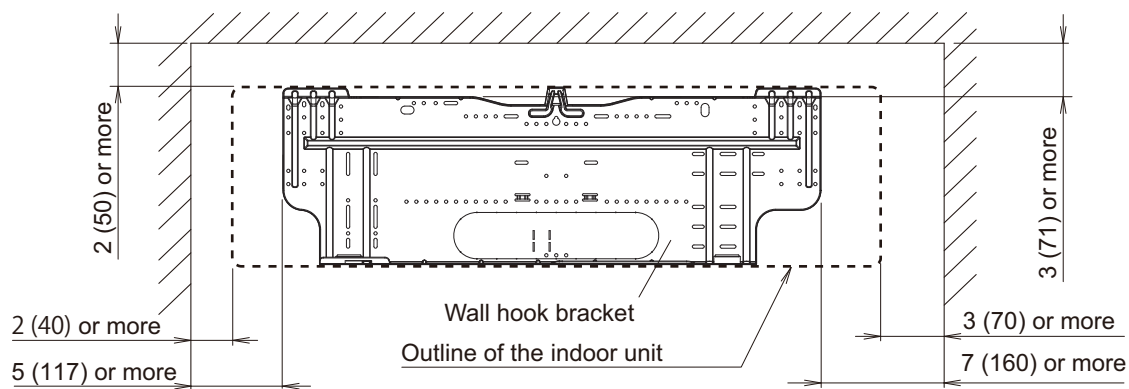 2 (50) or more
3 (71) or more
Wall hook bracket
2 (40) or more
3 (70) or more
Outline of the indoor unit
5 (117) or more
7 (160) or more